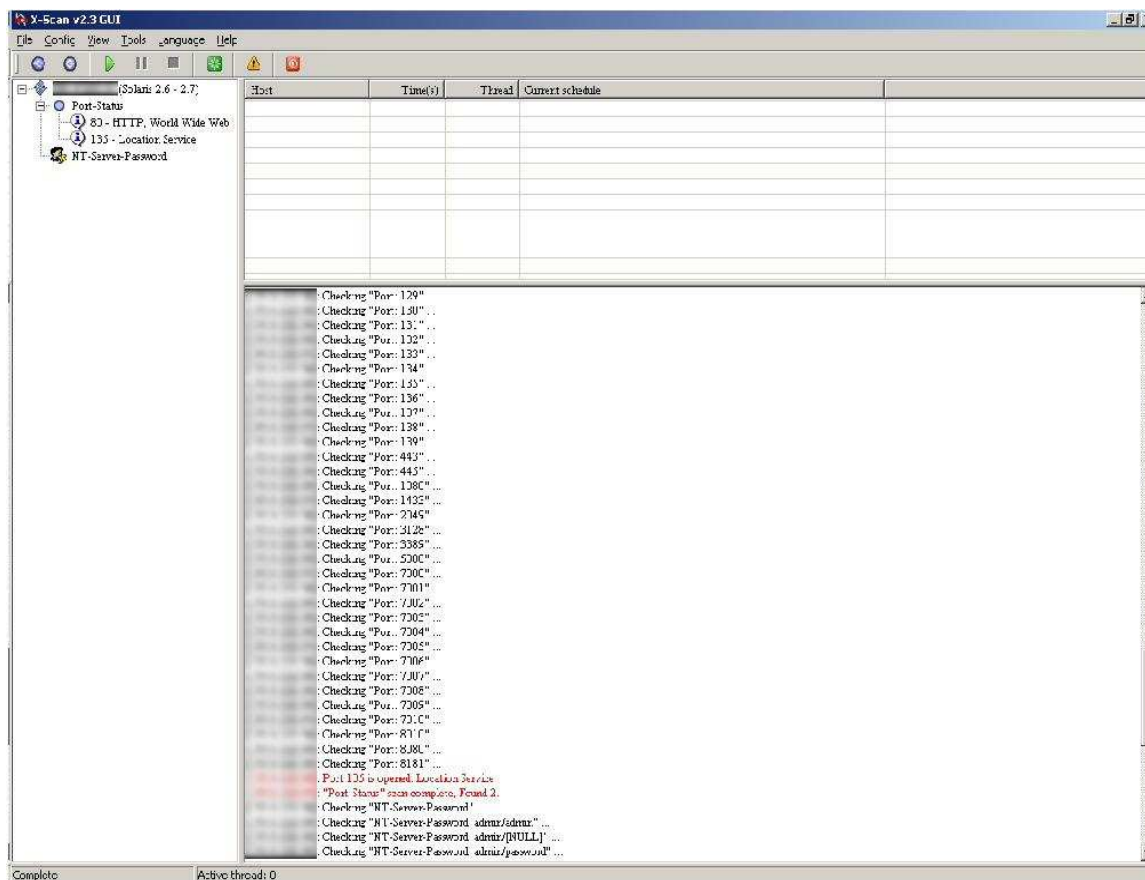 X-Scan v2.3 GUI
File Config View Tools Language Help
(Solaris 2.6 - 2.7)
Port-Status
80 - HTTP, World Wide Web
135 - Location Service
NT-Server-Password
Host Time(s) Thread Current schedule
: Checking "Port: 129"
: Checking "Port: 130" ...
: Checking "Port: 131" ...
: Checking "Port: 132" ...
: Checking "Port: 133" ...
: Checking "Port: 134" ...
: Checking "Port: 135" ...
: Checking "Port: 136" ...
: Checking "Port: 137" ...
: Checking "Port: 138" ...
: Checking "Port: 139"
: Checking "Port: 443" ...
: Checking "Port: 445" ...
: Checking "Port: 1080" ...
: Checking "Port: 1433" ...
: Checking "Port: 2049" ...
: Checking "Port: 3128" ...
: Checking "Port: 3389" ...
: Checking "Port: 5000" ...
: Checking "Port: 7000" ...
: Checking "Port: 7001" ...
: Checking "Port: 7002" ...
: Checking "Port: 7003" ...
: Checking "Port: 7004" ...
: Checking "Port: 7005" ...
: Checking "Port: 7006"
: Checking "Port: 7007" ...
: Checking "Port: 7008" ...
: Checking "Port: 7009" ...
: Checking "Port: 7010" ...
: Checking "Port: 8010" ...
: Checking "Port: 8080" ...
: Checking "Port: 8181" ...
: Port 135 is opened: Location Service
: "Port Status" scan complete, Found 2.
: Checking "NT-Server-Password"
: Checking "NT-Server-Password admin/admin" ...
: Checking "NT-Server-Password admin/[NULL]" ...
: Checking "NT-Server-Password admin/password" ...
Complete Active thread: 0